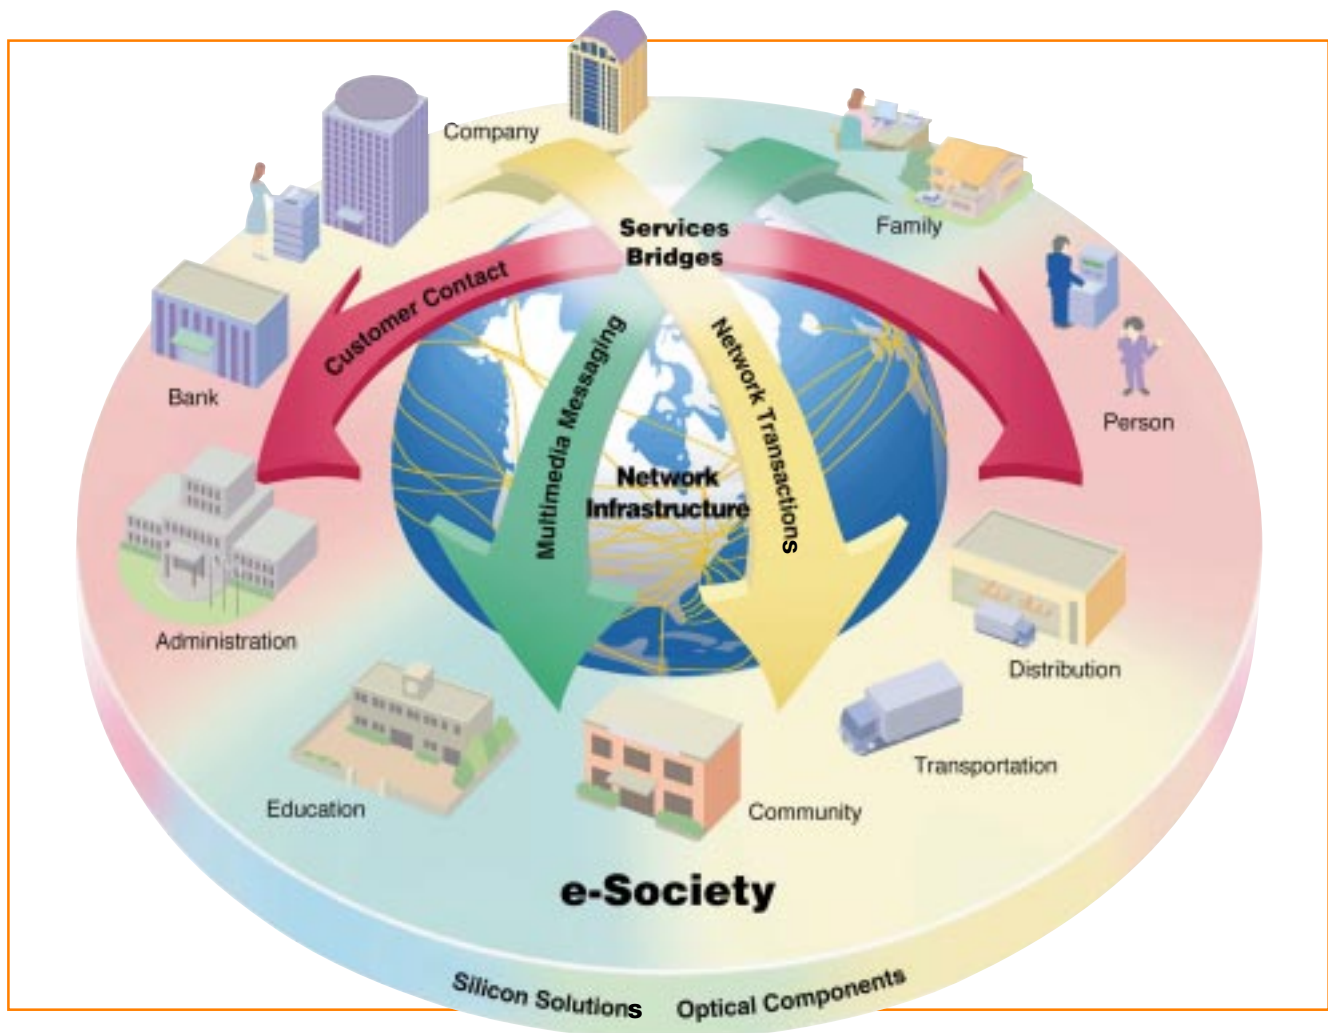 Company
Services
Bridges
Family
Customer Contact
Multimedia Messaging
Network Transactions
Bank
Person
Network
Infrastructure
Administration
Distribution
Transportation
Education
Community
e-Society
Silicon Solutions
Optical Components